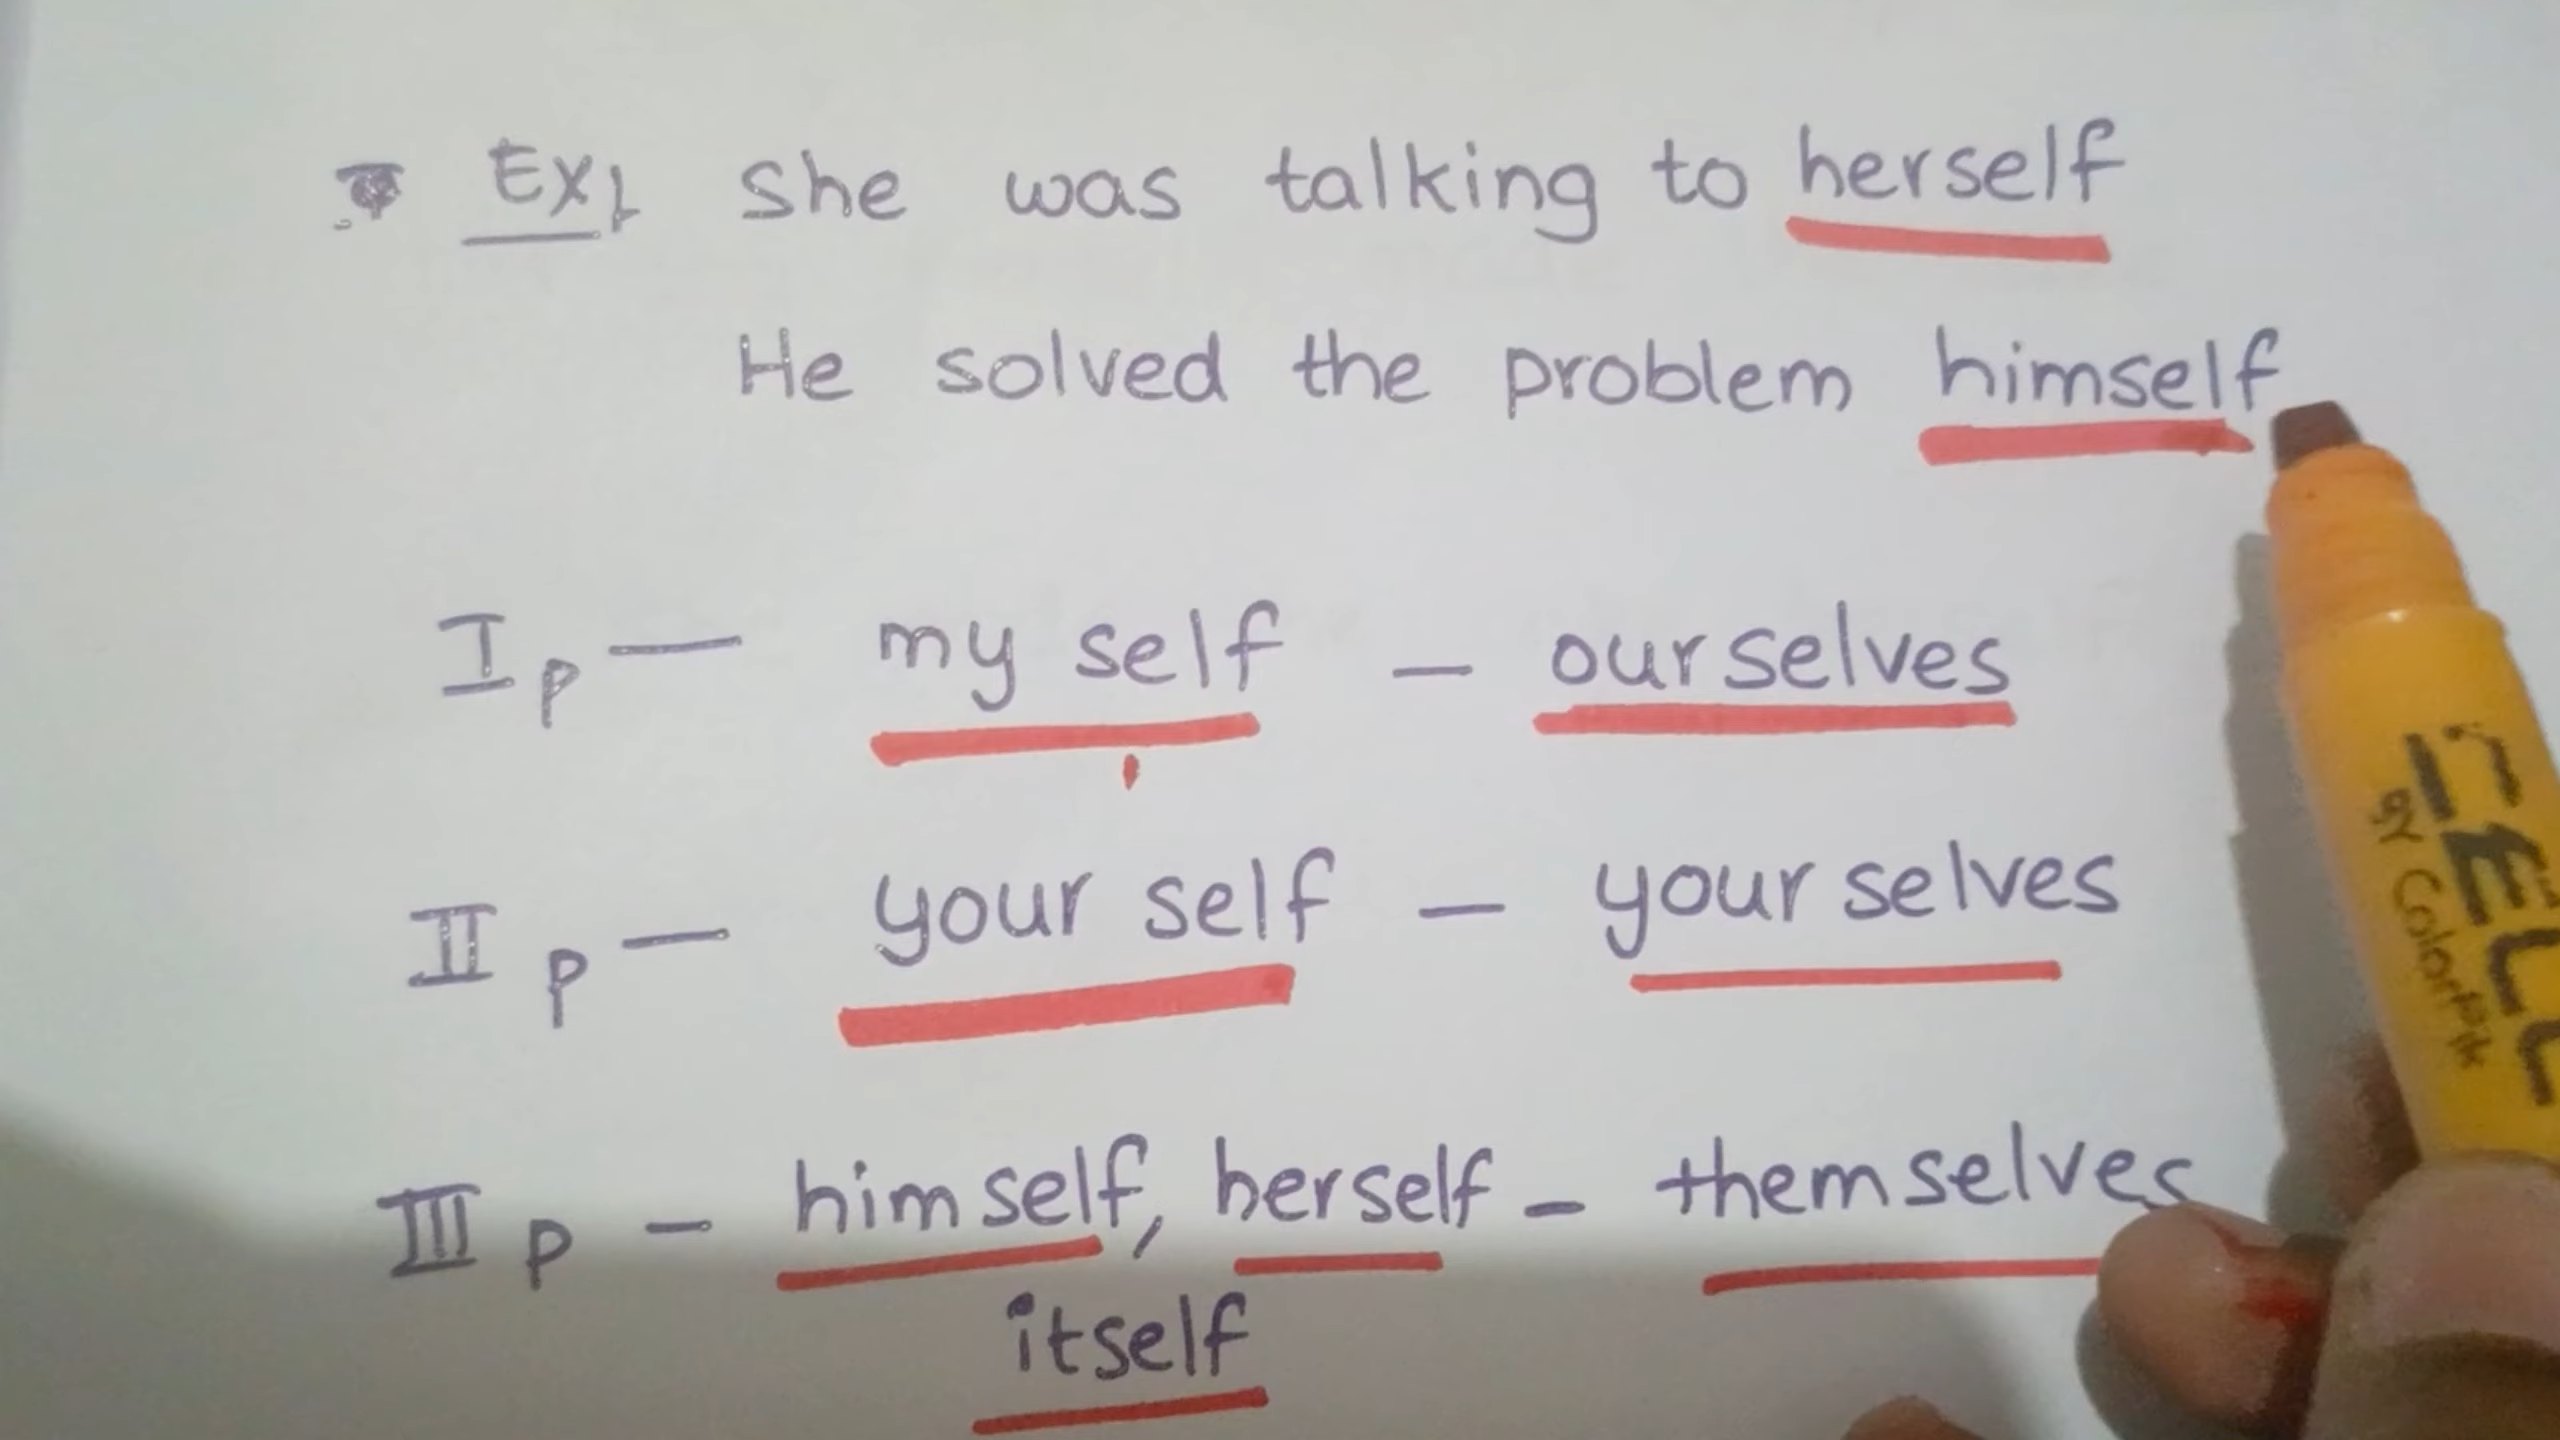 Ex, She was talking to herself
He solved the problem himself
I p — my self — ourselves
II p — your self — your selves
III p — himself, herself — themselves
itself
Colorpik